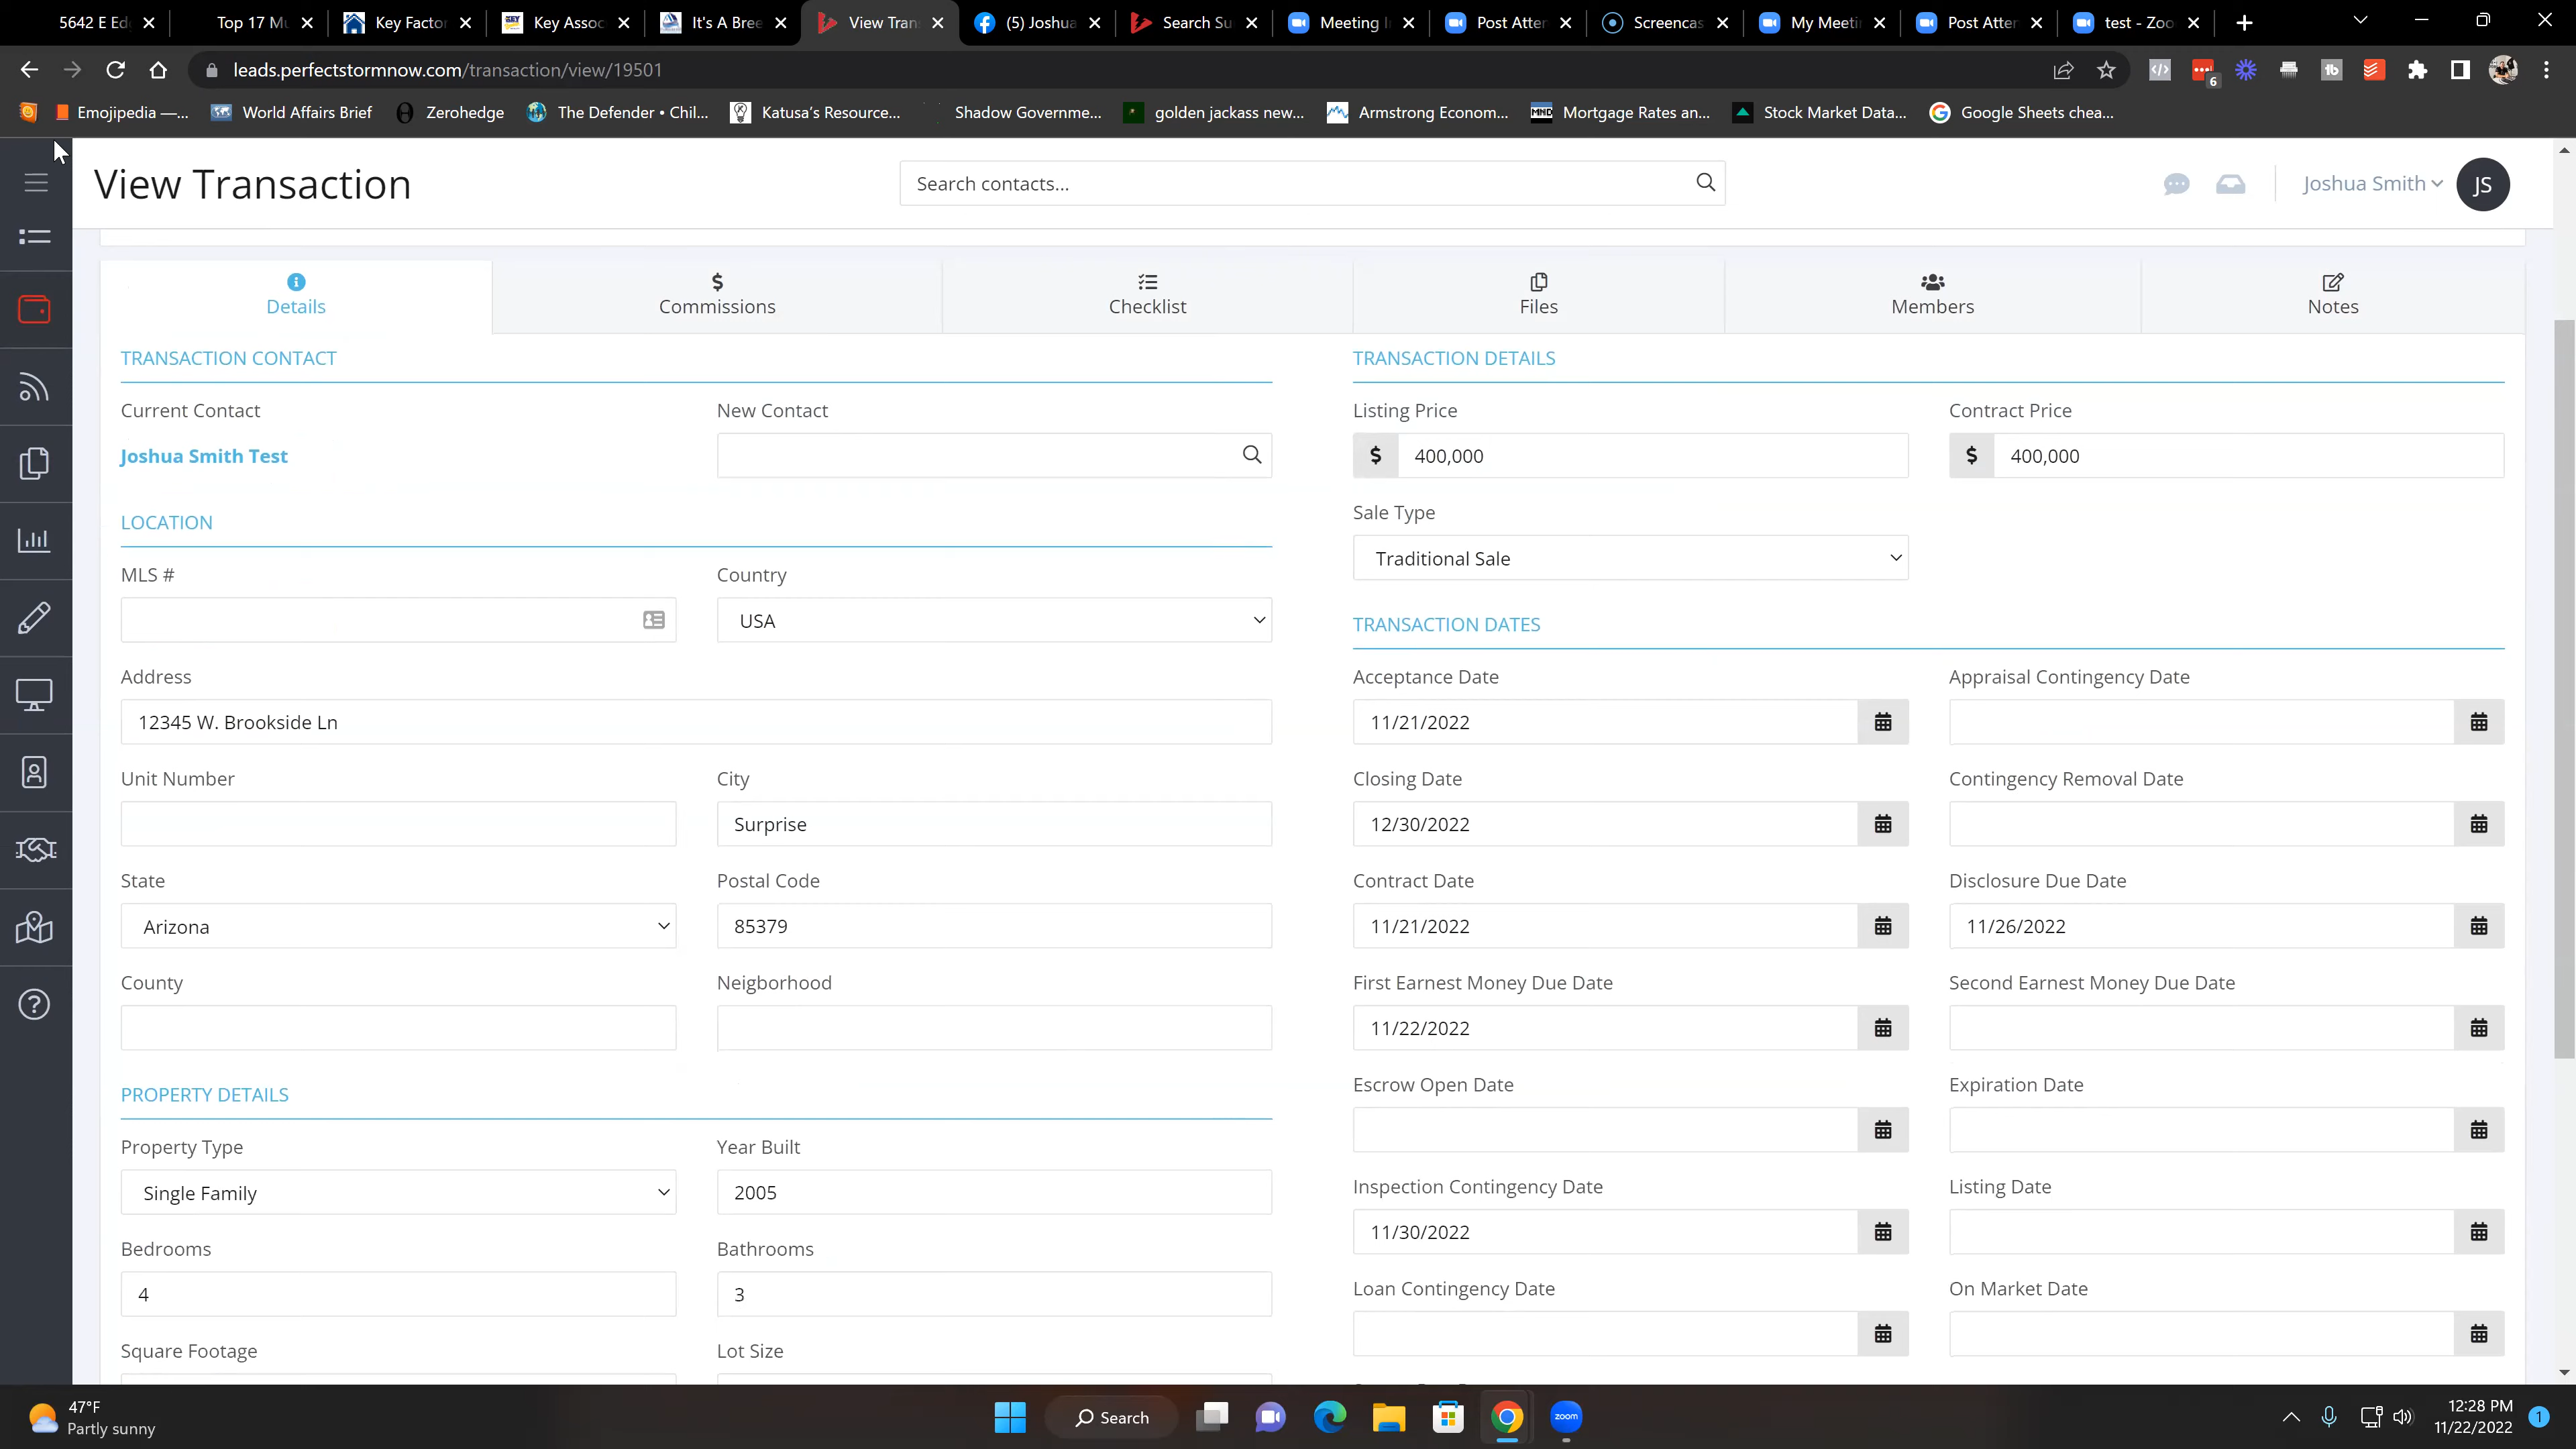 5642 E Ed
Top 17 Mu
Key Factor
Key Assoc
It's A Bree
View Tran
(5) Joshua
Search Su
Meeting I
Post Atten
Screencas
My Meeti
Post Atten
test - Zoo
leads.perfectstormnow.com/transaction/view/19501
6
Emojipedia —...
World Affairs Brief
Zerohedge
The Defender • Chil...
Katusa's Resource...
Shadow Governme...
golden jackass new...
Armstrong Econom...
MND
Mortgage Rates an...
Stock Market Data...
Google Sheets chea...
View Transaction
Search contacts...
Joshua Smith
JS
Details
Commissions
Checklist
Files
Members
Notes
TRANSACTION CONTACT
Current Contact
New Contact
Joshua Smith Test
LOCATION
MLS #
Country
USA
Address
12345 W. Brookside Ln
Unit Number
City
Surprise
State
Postal Code
Arizona
85379
County
Neigborhood
PROPERTY DETAILS
Property Type
Year Built
Single Family
2005
Bedrooms
Bathrooms
4
3
Square Footage
Lot Size
TRANSACTION DETAILS
Listing Price
Contract Price
$ 400,000
$ 400,000
Sale Type
Traditional Sale
TRANSACTION DATES
Acceptance Date
Appraisal Contingency Date
11/21/2022
Closing Date
Contingency Removal Date
12/30/2022
Contract Date
Disclosure Due Date
11/21/2022
11/26/2022
First Earnest Money Due Date
Second Earnest Money Due Date
11/22/2022
Escrow Open Date
Expiration Date
Inspection Contingency Date
Listing Date
11/30/2022
Loan Contingency Date
On Market Date
47°F
Partly sunny
Search
zoom
12:28 PM
11/22/2022
1